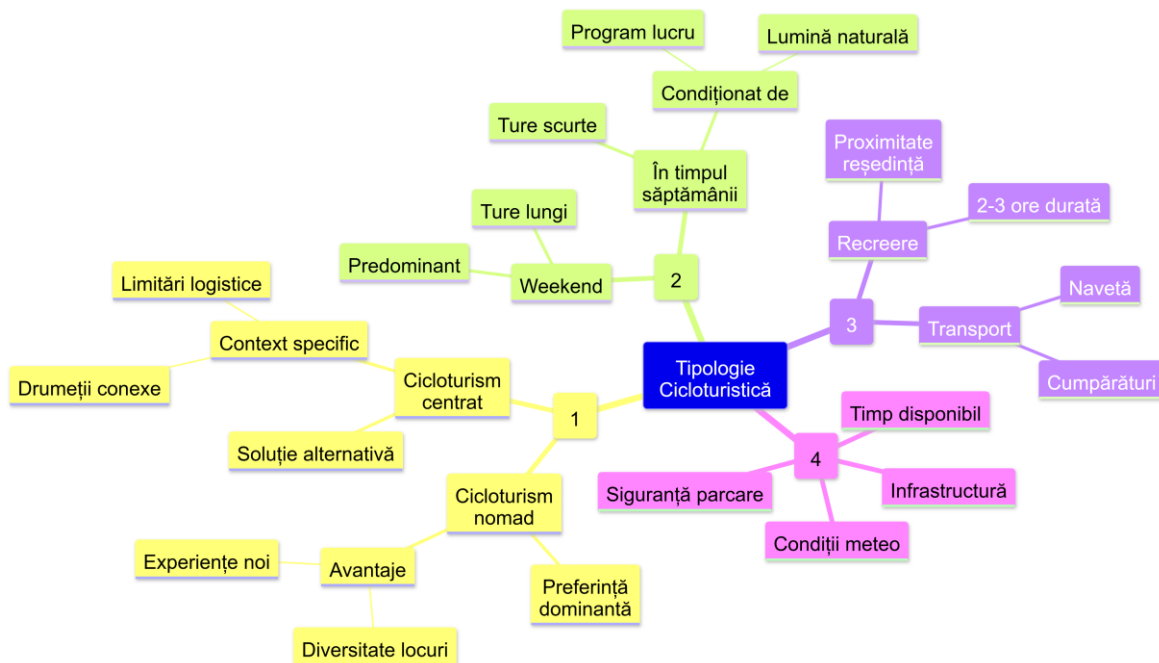 Program lucru
Lumină naturală
Condiționat de
Ture scurte
În timpul
săptămânii
Ture lungi
Predominant
Weekend
2
Proximitate
reședință
2-3 ore durată
Recreere
Navetă
3
Transport
Cumpărături
Limitări logistice
Context specific
Drumeții conexe
Cicloturism
centrat
Soluție alternativă
1
Tipologie
Cicloturistică
Timp disponibil
4
Siguranță parcare
Infrastructură
Condiții meteo
Cicloturism
nomad
Experiențe noi
Avantaje
Preferință
dominantă
Diversitate locuri